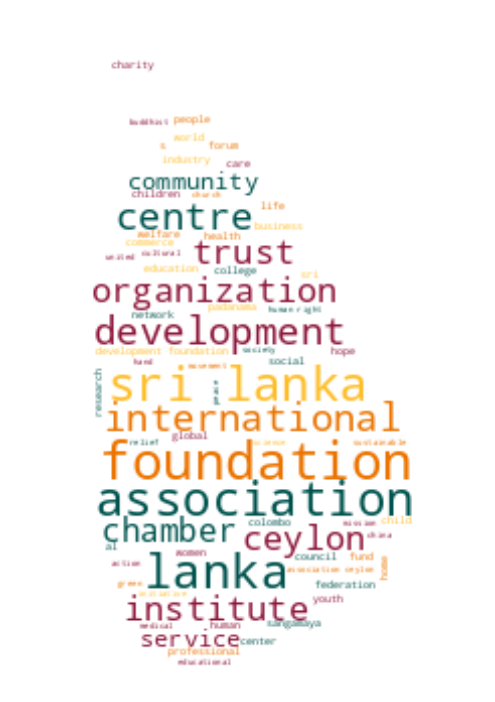 charity
buddhist people
world
s forum
industry care
community
children church
centre life
business
welfare health
commerce trust
united cultural
education college sri
organization
padanama human right
network
development
development foundation society hope
hand movement social
research sri lanka
international
relief global science sustainable
foundation
association
chamber colombo mission child
ceylon china
al women council fund
action lanka association ceylon home
green federation
initiative
institute youth
medical human sangamaya
service center
professional
educational